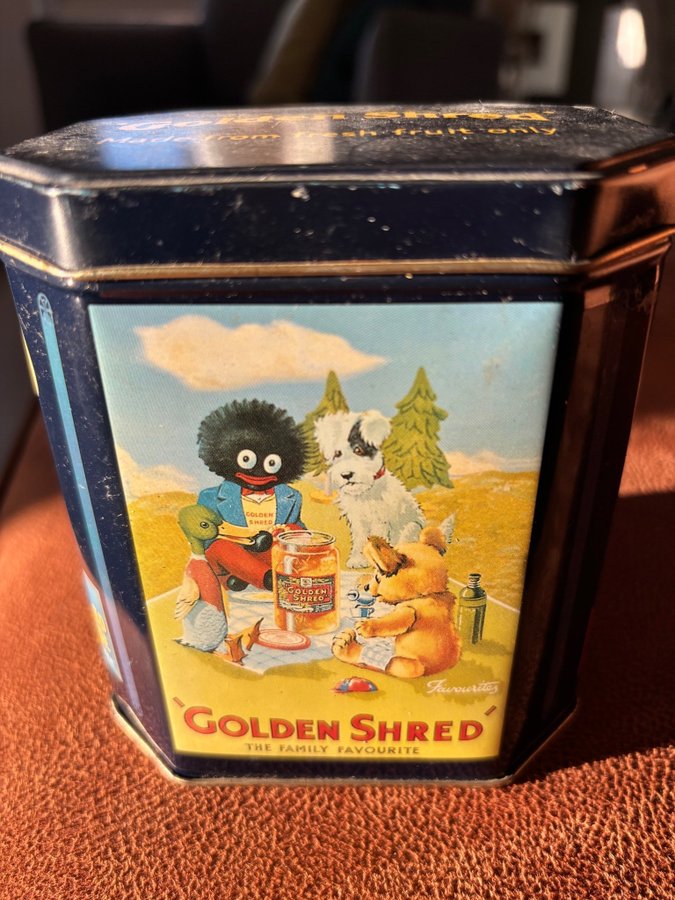 Golden Shred
Made from fresh fruit only
GOLDEN
SHRED
GOLDEN
SHRED
Favourites
"GOLDEN SHRED"
THE FAMILY FAVOURITE